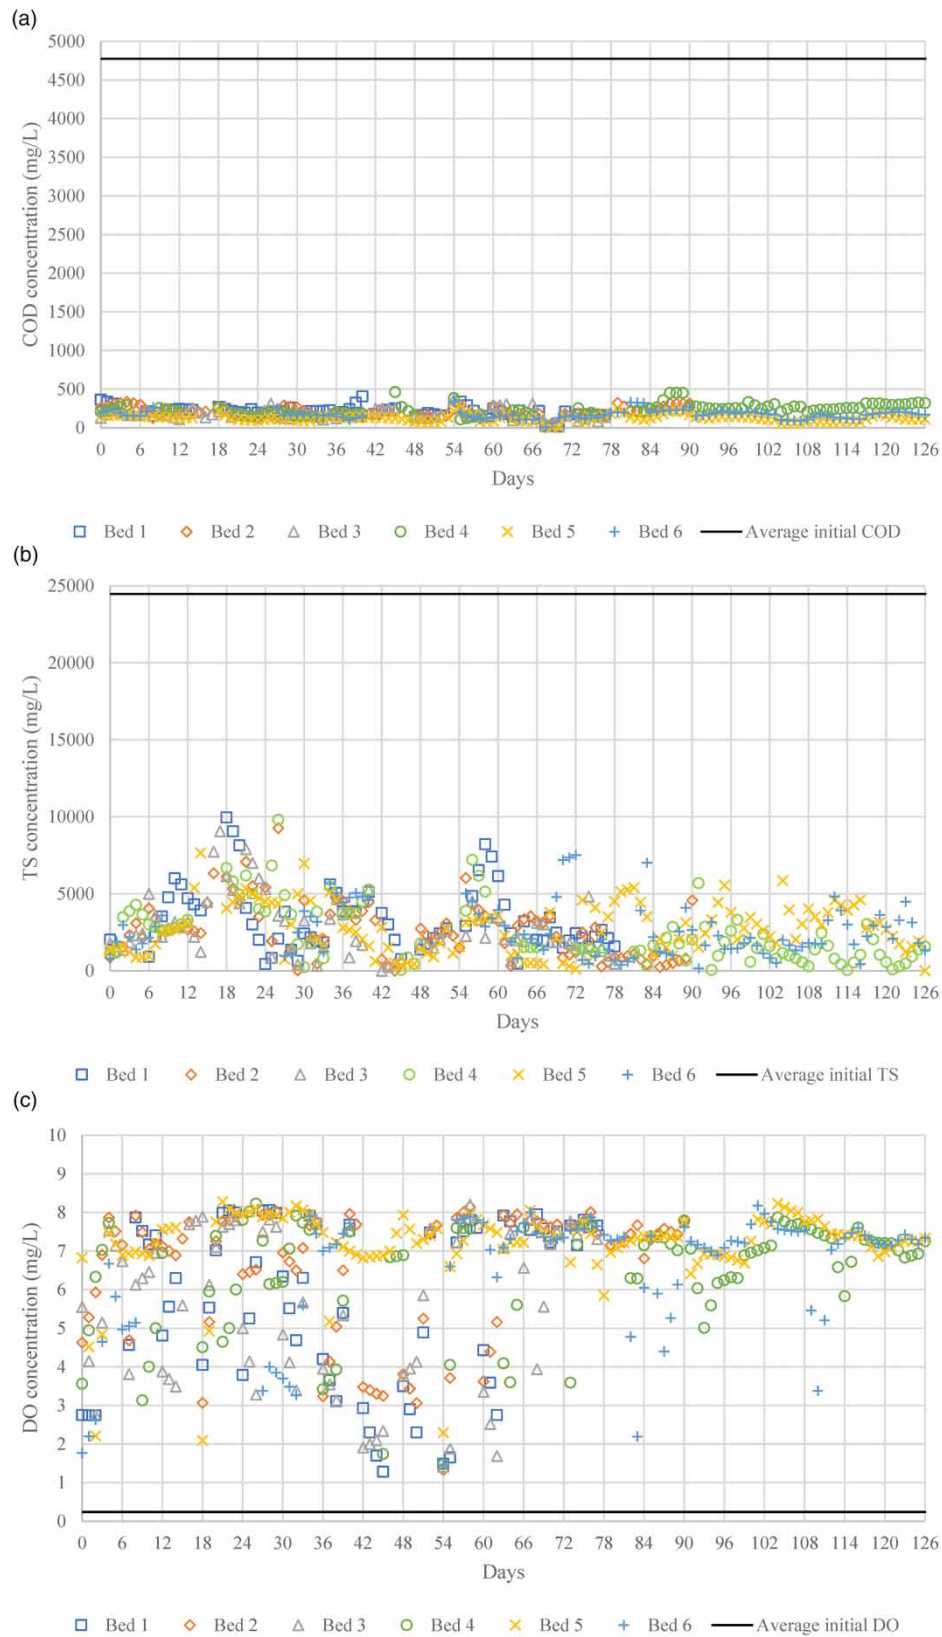 (a)
5000
4500
4000
3500
3000
2500
2000
1500
1000
500
0
COD concentration (mg/L)
0 6 12 18 24 30 36 42 48 54 60 66 72 78 84 90 96 102 108 114 120 126
Days
Bed 1 Bed 2 Bed 3 Bed 4 Bed 5 Bed 6 Average initial COD
(b)
25000
20000
15000
10000
5000
0
TS concentration (mg/L)
0 6 12 18 24 30 36 42 48 54 60 66 72 78 84 90 96 102 108 114 120 126
Days
Bed 1 Bed 2 Bed 3 Bed 4 Bed 5 Bed 6 Average initial TS
(c)
10
9
8
7
6
5
4
3
2
1
0
DO concentration (mg/L)
0 6 12 18 24 30 36 42 48 54 60 66 72 78 84 90 96 102 108 114 120 126
Days
Bed 1 Bed 2 Bed 3 Bed 4 Bed 5 Bed 6 Average initial DO